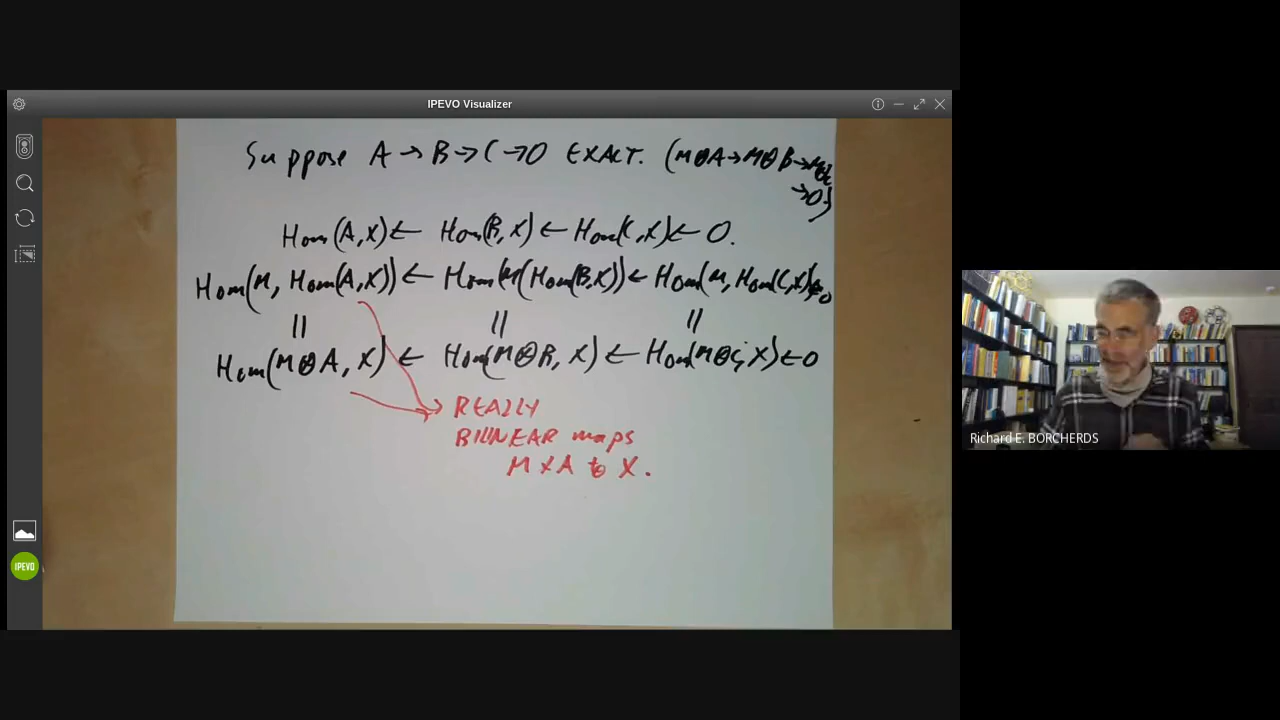 IPEVO Visualizer
Suppose A → B → C → 0 EXACT. (M⊗A → M⊗B → M⊗C
→ 0)
Hom(A, X) ← Hom(B, X) ← Hom(C, X) ← 0.
Hom(M, Hom(A, X)) ← Hom(M(Hom(B, X)) ← Hom(M, Hom(C, X)) ← 0
|| || ||
Hom(M⊗A, X) ← Hom(M⊗B, X) ← Hom(M⊗C, X) ← 0
→ REALLY
BILINEAR maps
M × A to X.
IPEVO
Richard E. BORCHERDS